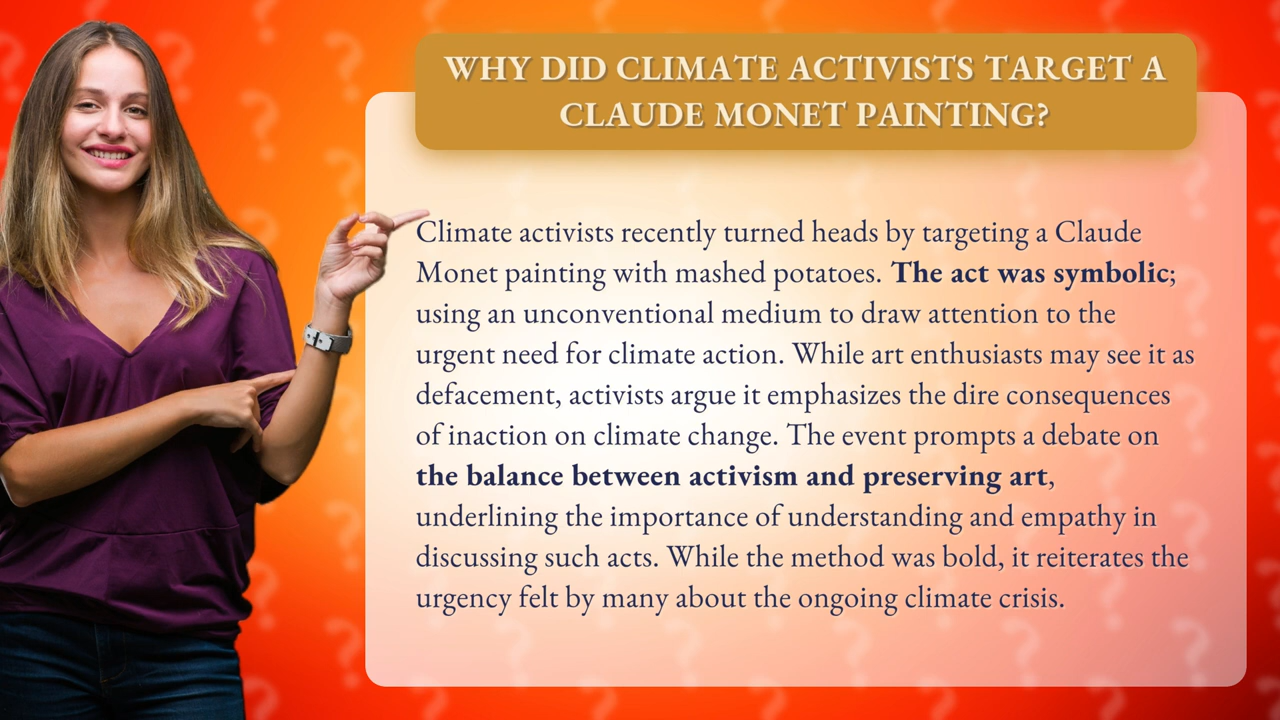 WHY DID CLIMATE ACTIVISTS TARGET A
CLAUDE MONET PAINTING?
Climate activists recently turned heads by targeting a Claude
Monet painting with mashed potatoes. The act was symbolic;
using an unconventional medium to draw attention to the
urgent need for climate action. While art enthusiasts may see it as
defacement, activists argue it emphasizes the dire consequences
of inaction on climate change. The event prompts a debate on
the balance between activism and preserving art,
underlining the importance of understanding and empathy in
discussing such acts. While the method was bold, it reiterates the
urgency felt by many about the ongoing climate crisis.